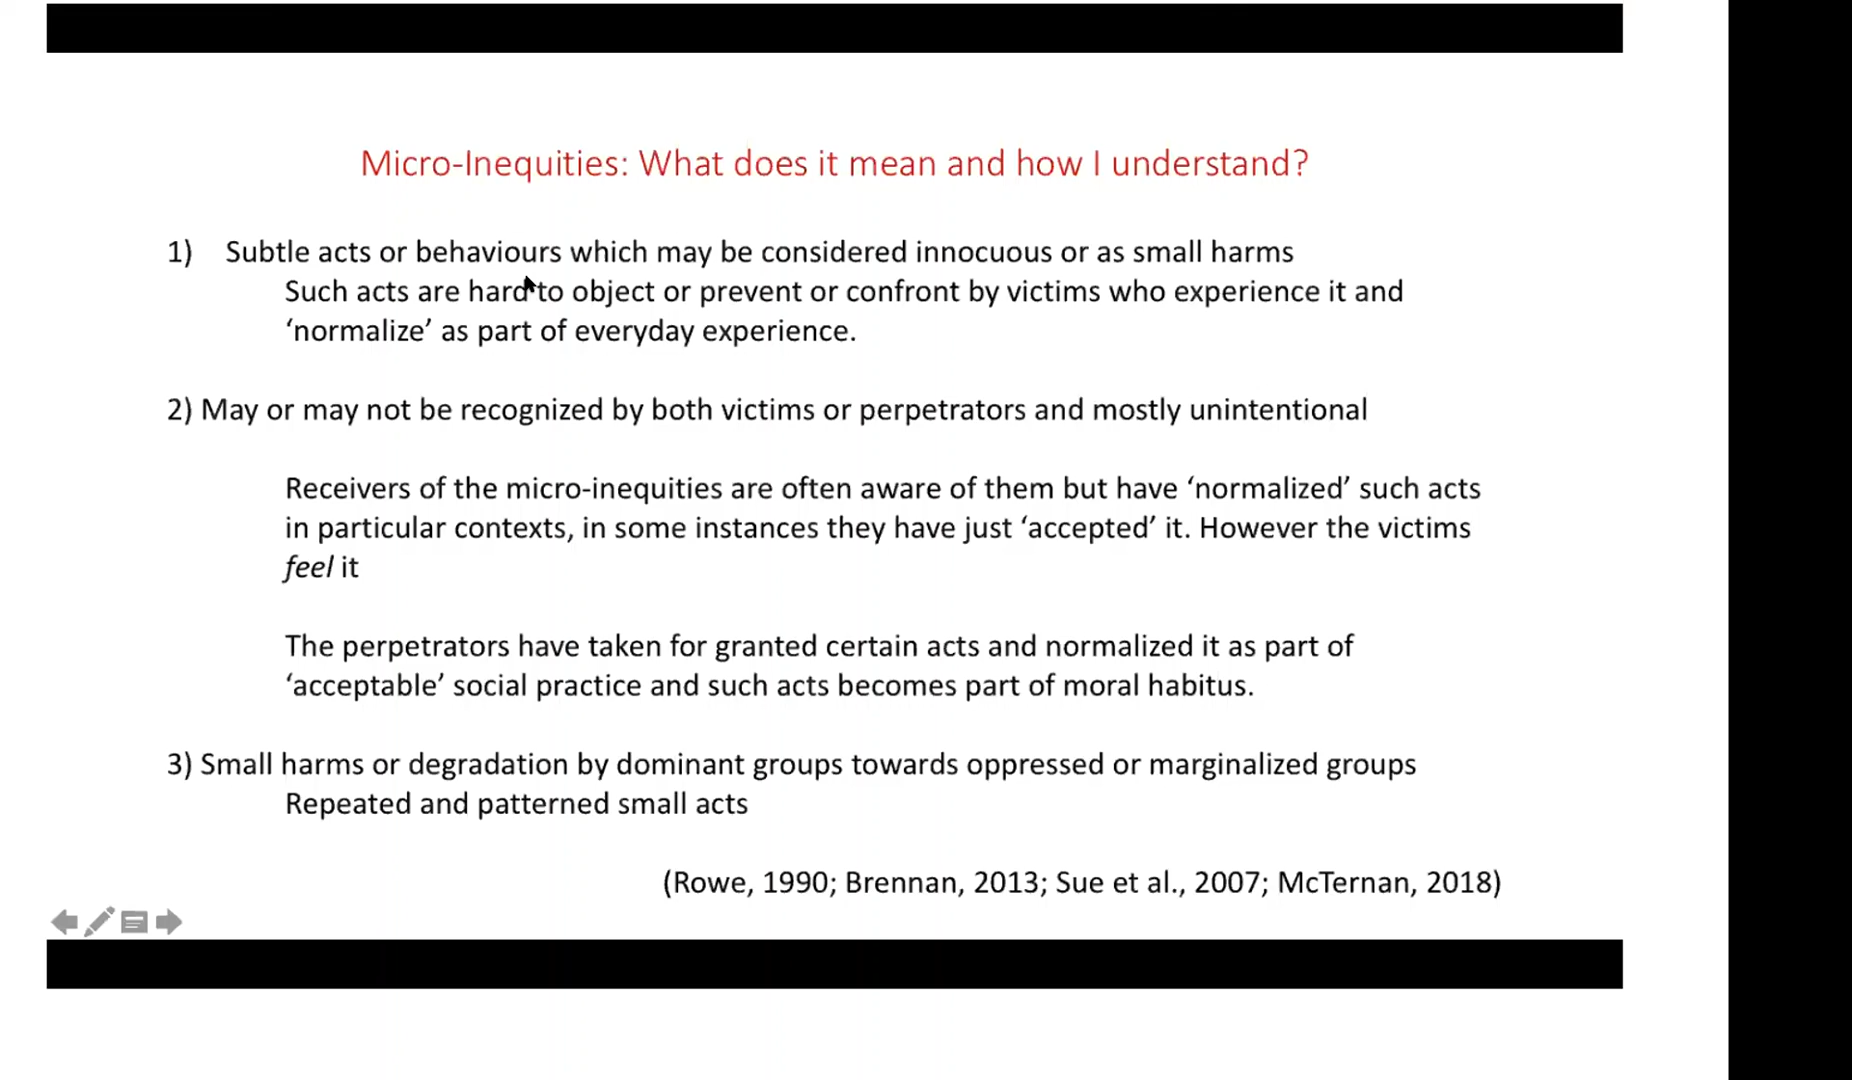 Micro-Inequities: What does it mean and how I understand?
1) Subtle acts or behaviours which may be considered innocuous or as small harms
Such acts are hard to object or prevent or confront by victims who experience it and
‘normalize’ as part of everyday experience.
2) May or may not be recognized by both victims or perpetrators and mostly unintentional
Receivers of the micro-inequities are often aware of them but have ‘normalized’ such acts
in particular contexts, in some instances they have just ‘accepted’ it. However the victims
feel it
The perpetrators have taken for granted certain acts and normalized it as part of
‘acceptable’ social practice and such acts becomes part of moral habitus.
3) Small harms or degradation by dominant groups towards oppressed or marginalized groups
Repeated and patterned small acts
(Rowe, 1990; Brennan, 2013; Sue et al., 2007; McTernan, 2018)